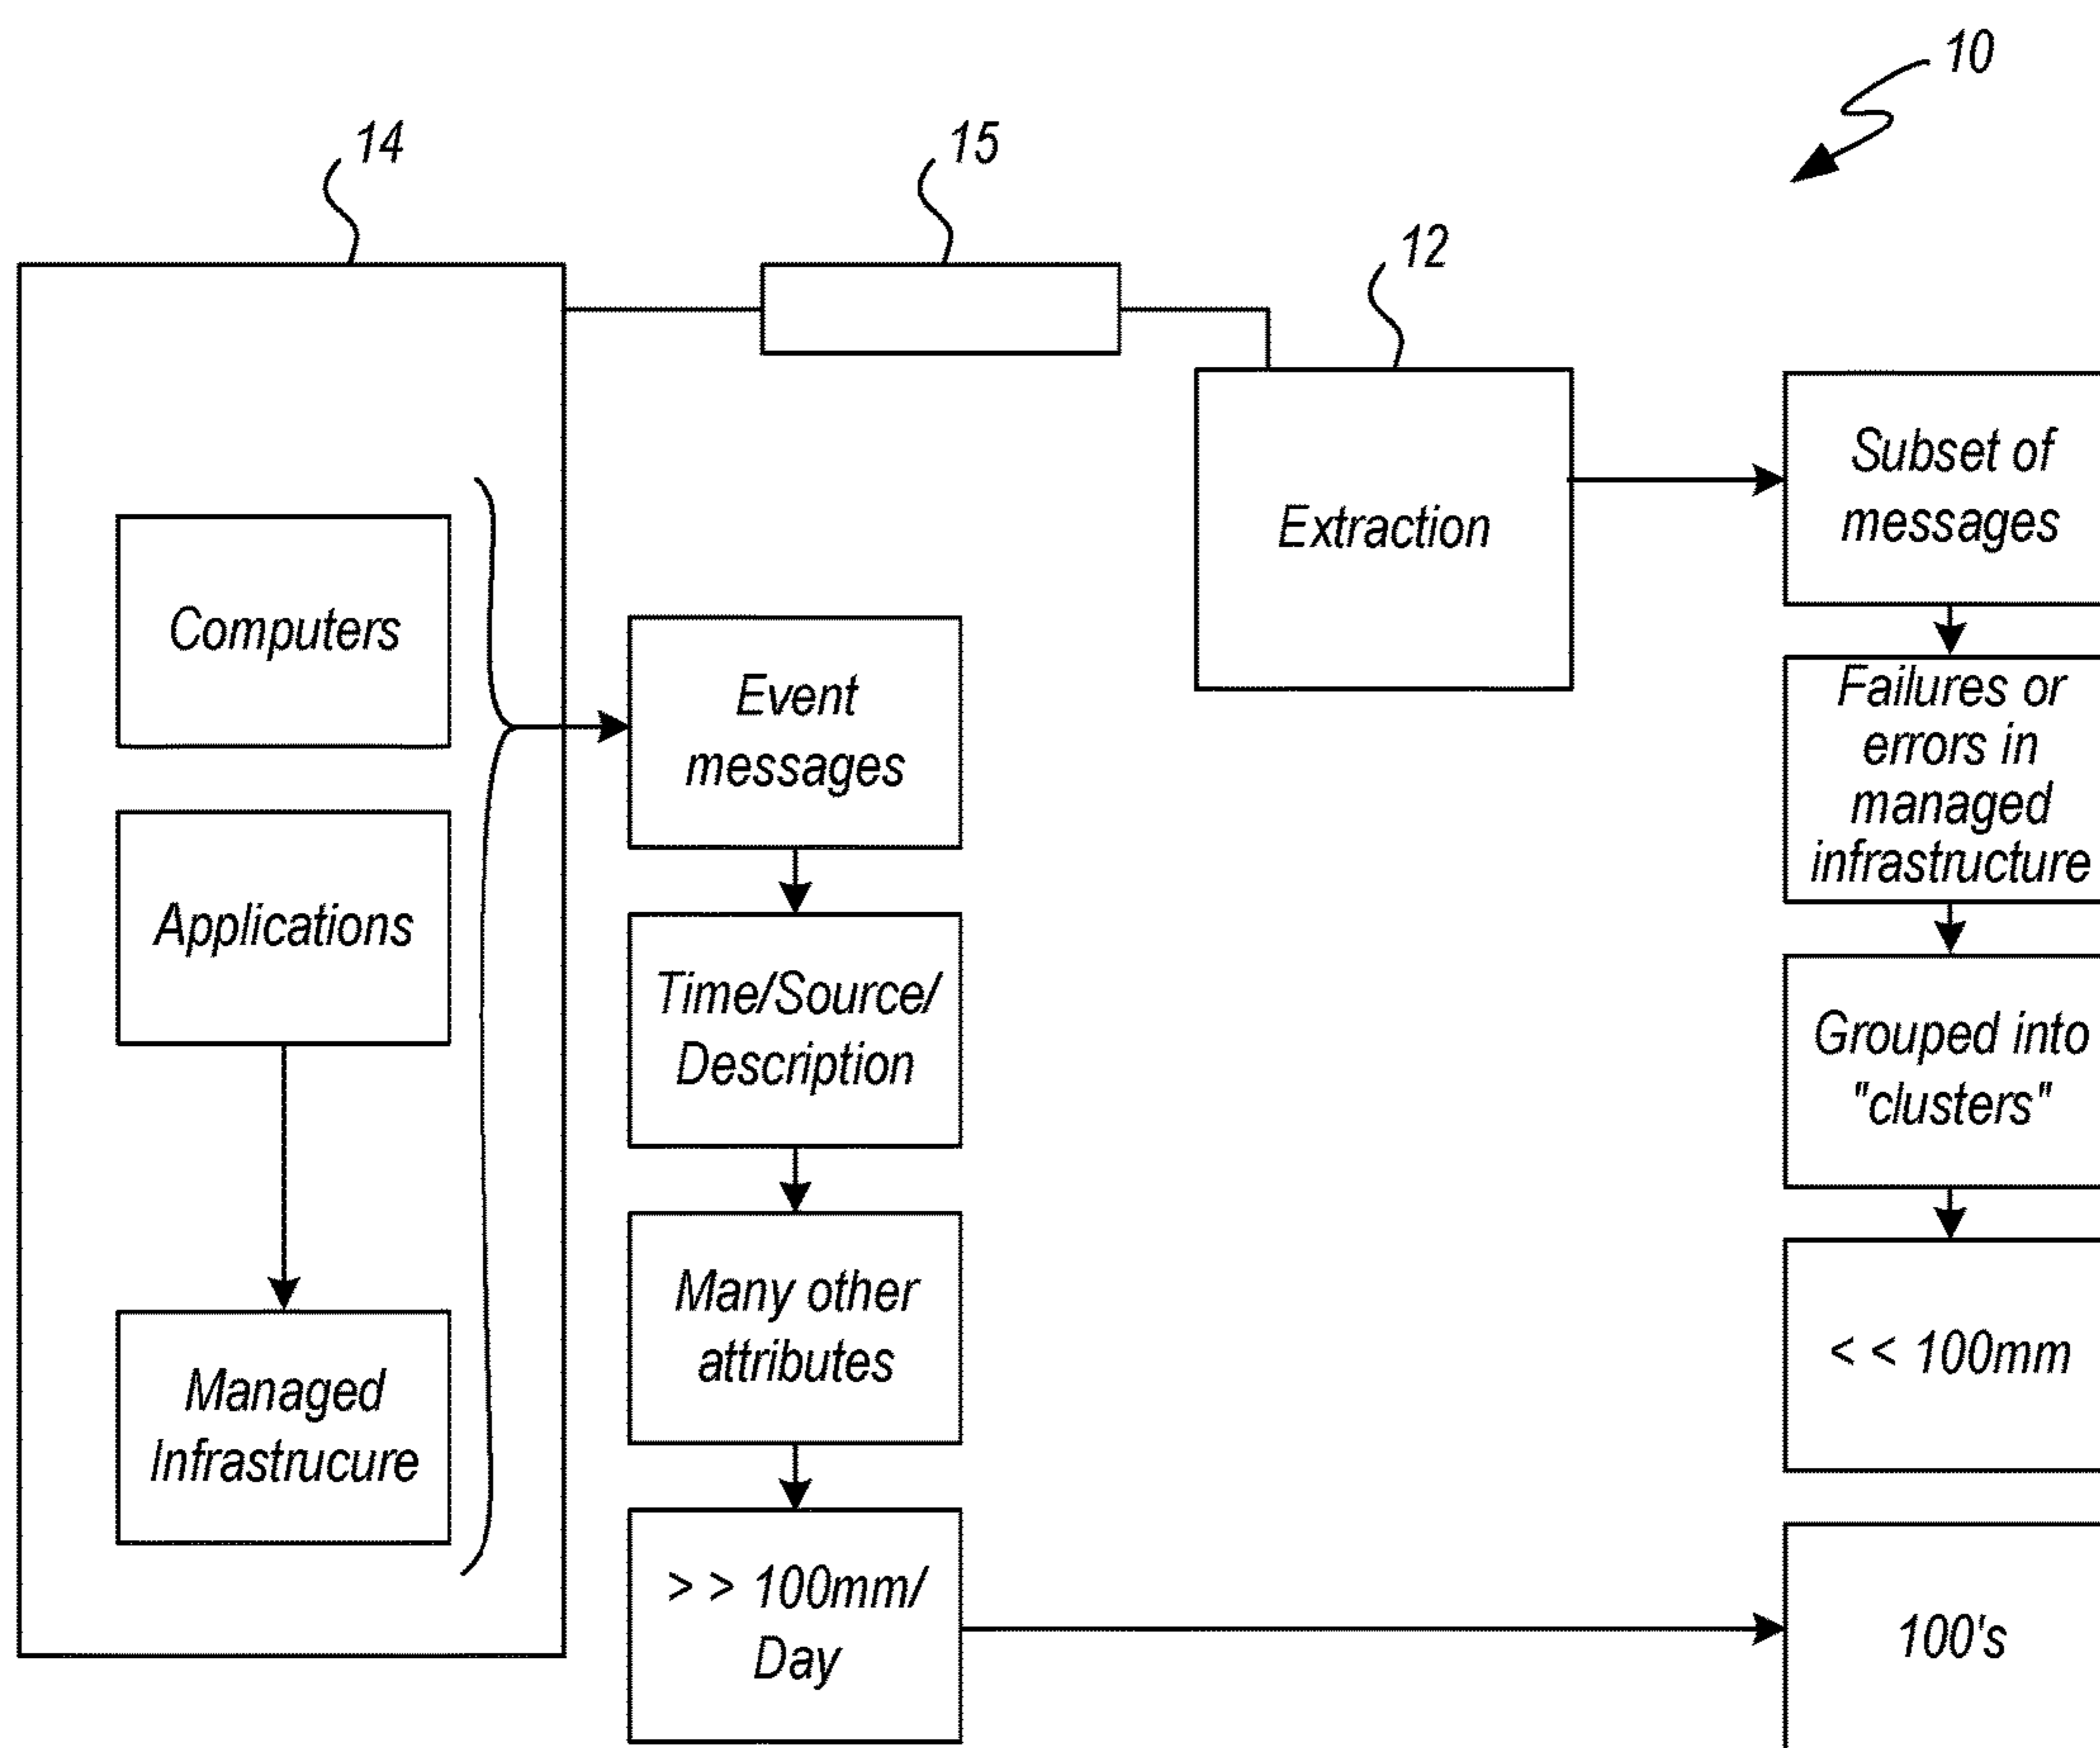 10
14
15
12
Computers
Applications
Managed
Infrastrucure
Event
messages
Time/Source/
Description
Many other
attributes
> > 100mm/
Day
Extraction
Subset of
messages
Failures or
errors in
managed
infrastructure
Grouped into
"clusters"
< < 100mm
100's